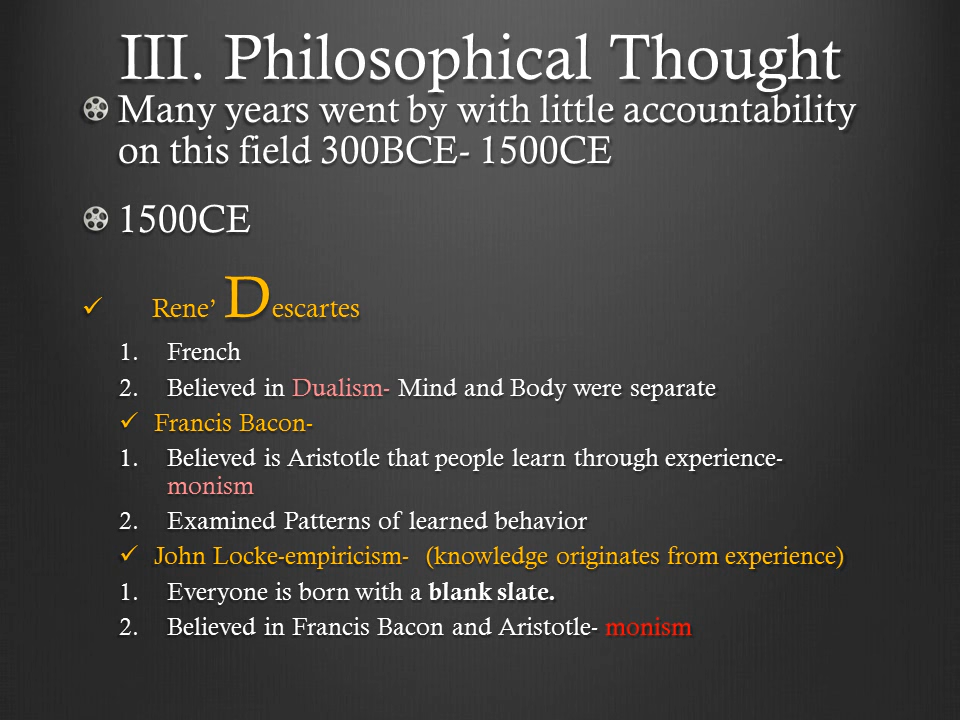 III. Philosophical Thought
Many years went by with little accountability
on this field 300BCE- 1500CE
1500CE
✓ Rene’ Descartes
1. French
2. Believed in Dualism- Mind and Body were separate
✓ Francis Bacon-
1. Believed is Aristotle that people learn through experience-
monism
2. Examined Patterns of learned behavior
✓ John Locke-empiricism- (knowledge originates from experience)
1. Everyone is born with a blank slate.
2. Believed in Francis Bacon and Aristotle- monism